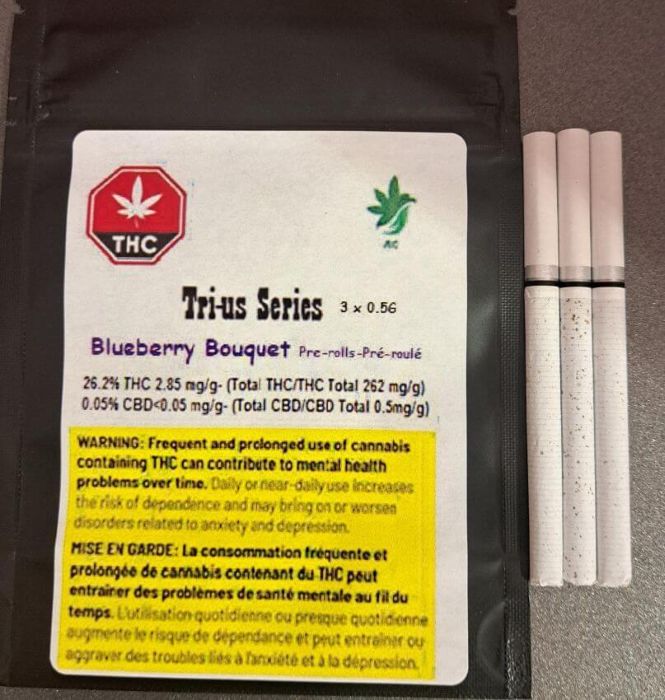 THC
AC
Tri-us Series 3 x 0.5G
Blueberry Bouquet Pre-rolls-Pré-roulé
26.2% THC 2.85 mg/g- (Total THC/THC Total 262 mg/g)
0.05% CBD<0.05 mg/g- (Total CBD/CBD Total 0.5mg/g)
WARNING: Frequent and prolonged use of cannabis
containing THC can contribute to mental health
problems over time. Daily or near-daily use increases
the risk of dependence and may bring on or worsen
disorders related to anxiety and depression.
MISE EN GARDE: La consommation fréquente et
prolongée de cannabis contenant du THC peut
entraîner des problèmes de santé mentale au fil du
temps. L'utilisation quotidienne ou presque quotidienne
augmente le risque de dépendance et peut entraîner ou
aggraver des troubles liés à l'anxiété et à la dépression.